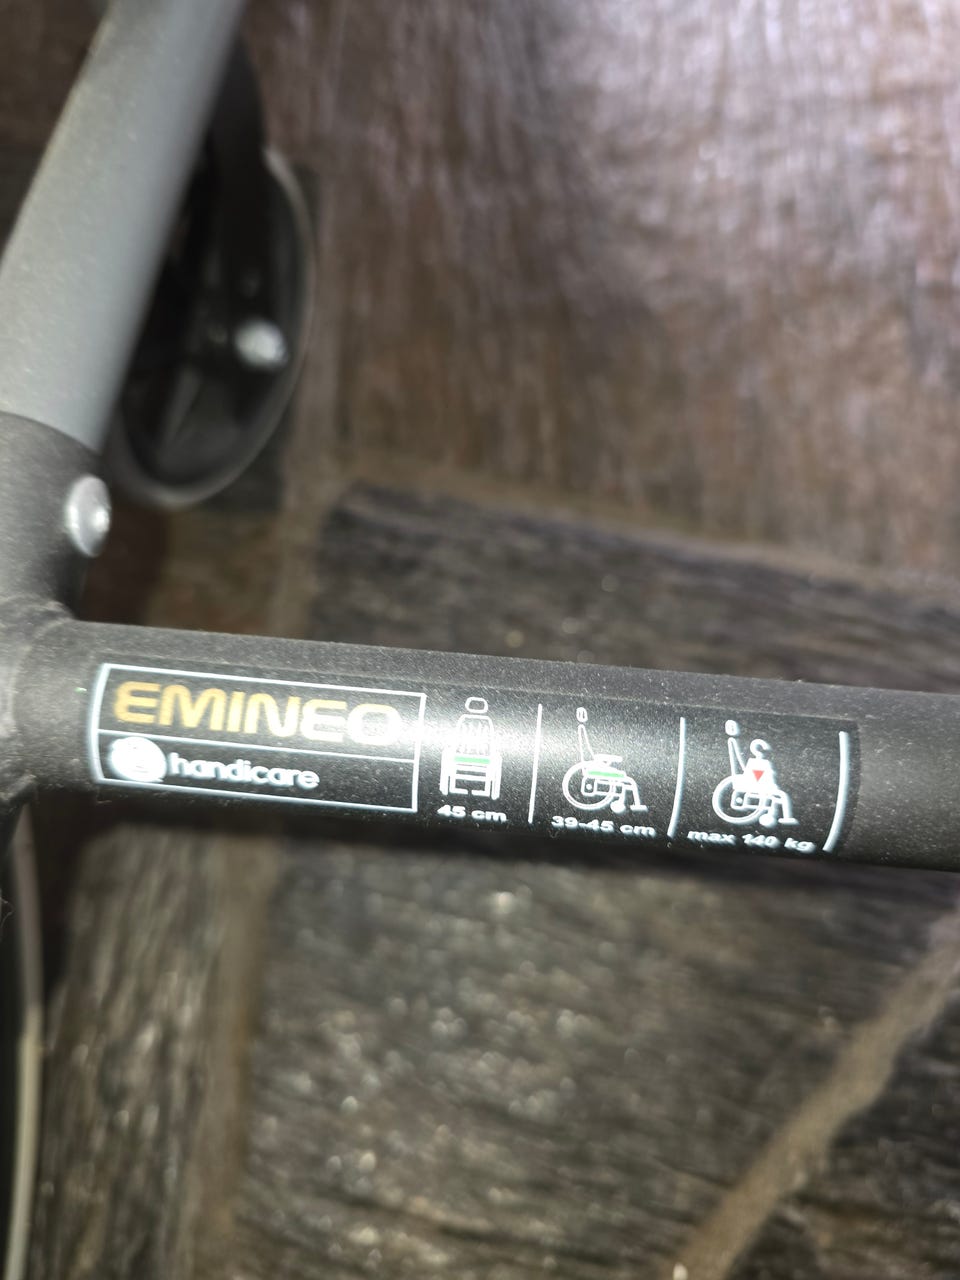 EMINEO
handicare
45 cm
39-45 cm
max 140 kg